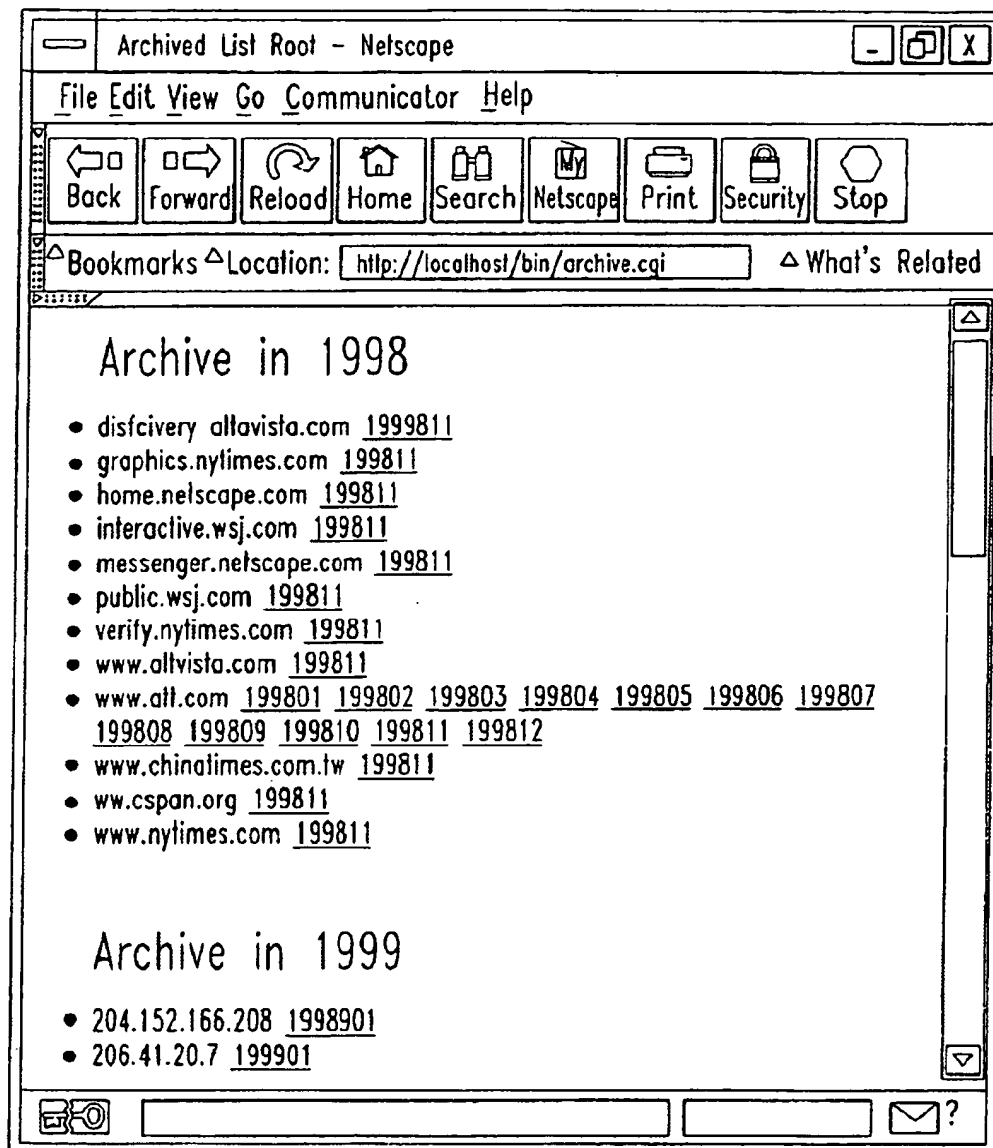 Archived List Root - Netscape
- X
File Edit View Go Communicator Help
My
Back Forward Reload Home Search Netscape Print Security Stop
Bookmarks Location: http://localhost/bin/archive.cgi What's Related
Archive in 1998
• disfcivery altavista.com 1999811
• graphics.nytimes.com 199811
• home.netscape.com 199811
• interactive.wsj.com 199811
• messenger.netscape.com 199811
• public.wsj.com 199811
• verify.nytimes.com 199811
• www.altvista.com 199811
• www.att.com 199801 199802 199803 199804 199805 199806 199807
199808 199809 199810 199811 199812
• www.chinatimes.com.tw 199811
• ww.cspan.org 199811
• www.nytimes.com 199811
Archive in 1999
• 204.152.166.208 1998901
• 206.41.20.7 199901
?